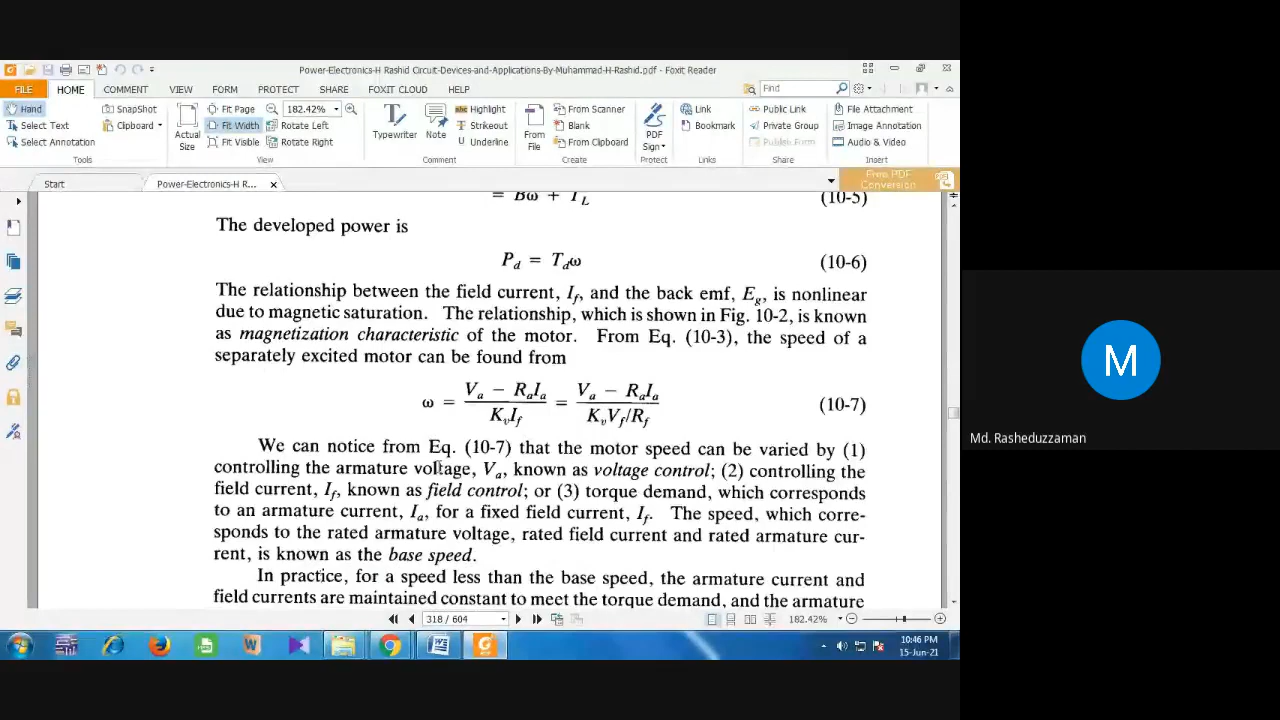 Power-Electronics-H Rashid Circuit-Devices-and-Applications-By-Muhammad-H-Rashid.pdf - Foxit Reader
FILE HOME COMMENT VIEW FORM PROTECT SHARE FOXIT CLOUD HELP Find
Hand SnapShot Fit Page 182.42% Highlight From Scanner Link Public Link File Attachment
Select Text Clipboard Fit Width Rotate Left Strikeout Blank Bookmark Private Group Image Annotation
Select Annotation Actual Size Fit Visible Rotate Right Typewriter Note Underline From File From Clipboard PDF Sign Publish Form Audio & Video
Tools View Comment Create Protect Links Share Insert
Start Power-Electronics-H R... Free PDF Conversion
= Bω + T_L (10-5)
The developed power is
P_d = T_dω (10-6)
The relationship between the field current, I_f, and the back emf, E_g, is nonlinear
due to magnetic saturation. The relationship, which is shown in Fig. 10-2, is known
as magnetization characteristic of the motor. From Eq. (10-3), the speed of a
separately excited motor can be found from
ω = (V_a − R_aI_a) / (K_vI_f) = (V_a − R_aI_a) / (K_vV_f/R_f) (10-7)
We can notice from Eq. (10-7) that the motor speed can be varied by (1)
controlling the armature voltage, V_a, known as voltage control; (2) controlling the
field current, I_f, known as field control; or (3) torque demand, which corresponds
to an armature current, I_a, for a fixed field current, I_f. The speed, which corre-
sponds to the rated armature voltage, rated field current and rated armature cur-
rent, is known as the base speed.
In practice, for a speed less than the base speed, the armature current and
field currents are maintained constant to meet the torque demand, and the armature
318 / 604 182.42%
10:46 PM
15-Jun-21
M
Md. Rasheduzzaman